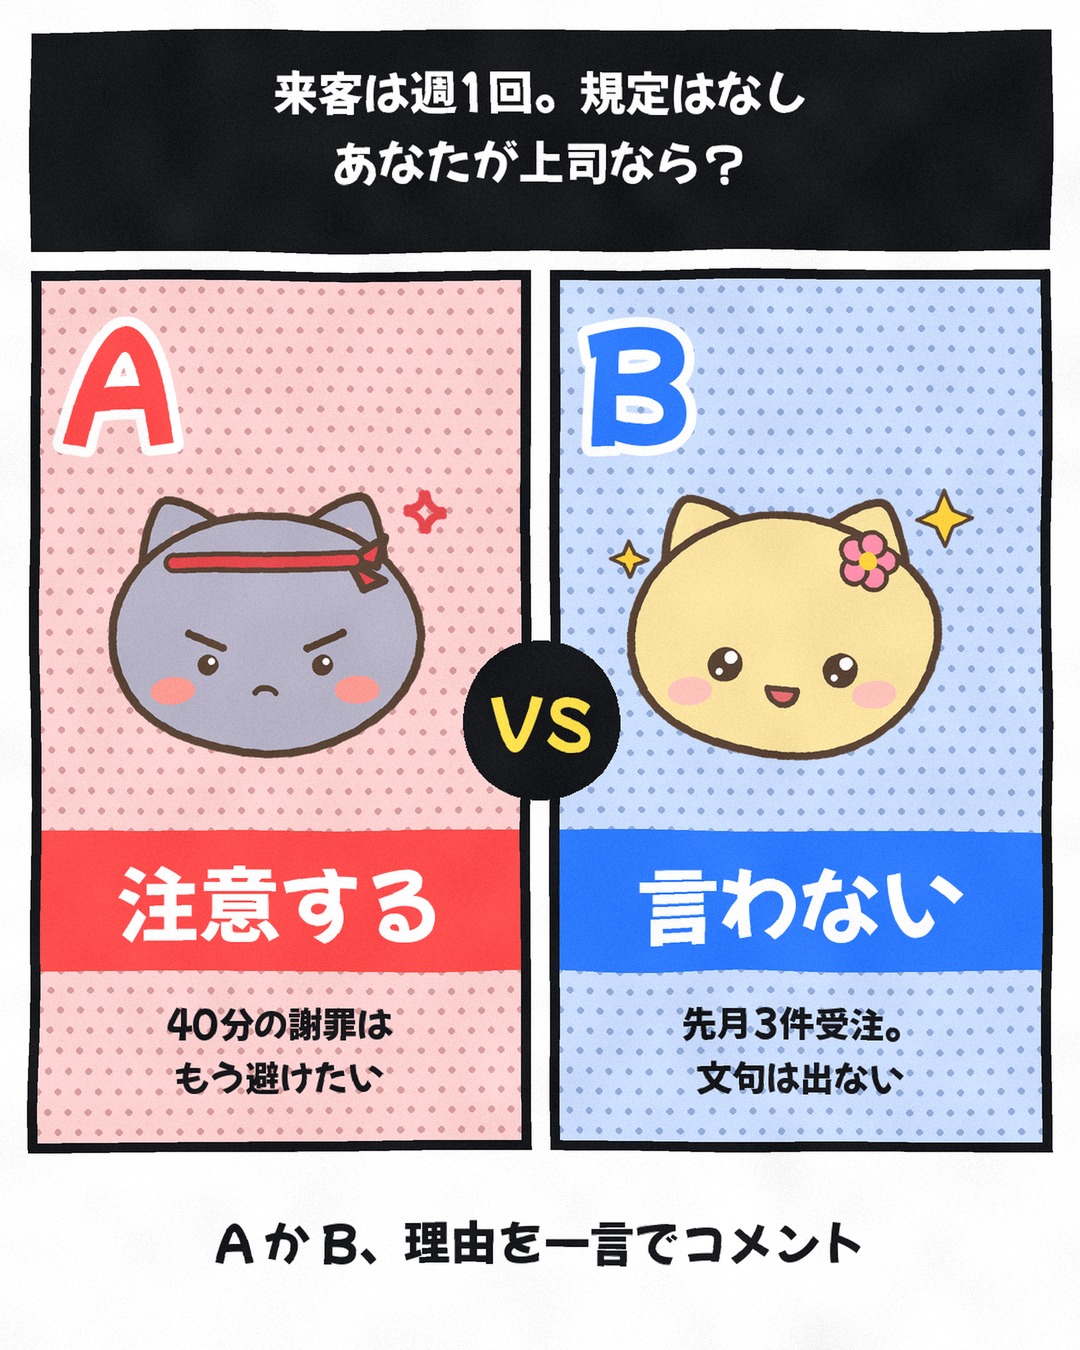 来客は週1回。規定はなし
あなたが上司なら？
A
B
VS
注意する
言わない
40分の謝罪は
もう避けたい
先月3件受注。
文句は出ない
AかB、理由を一言でコメント